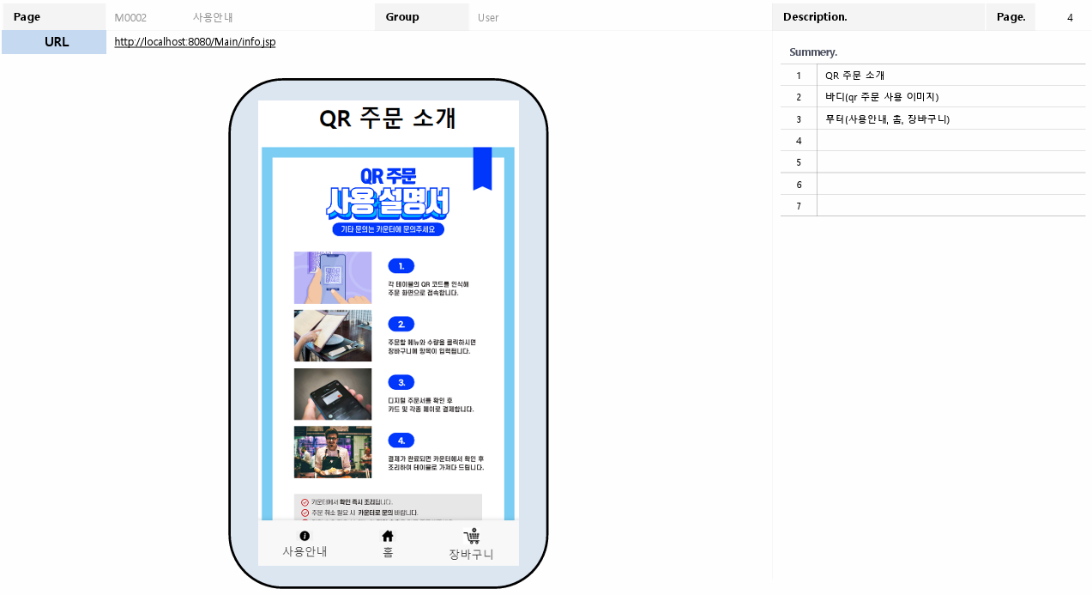 Page M0002 사용안내 Group User Description. Page. 4
URL http://localhost:8080/Main/info.jsp
Summery.
1 QR 주문 소개
2 바디(qr 주문 사용 이미지)
3 푸터(사용안내, 홈, 장바구니)
4
5
6
7
QR 주문 소개
QR 주문
사용 설명서
기타 문의는 카운터에 문의주세요
1.
각 테이블의 QR 코드를 인식해
주문 화면으로 접속합니다.
2.
주문할 메뉴와 수량을 클릭하시면
장바구니에 항목이 입력됩니다.
3.
디지털 주문서를 확인 후
카드 및 각종 페이로 결제합니다.
4.
결제가 완료되면 카운터에서 확인 후
조리하여 테이블로 가져다 드립니다.
카운터에서 확인 즉시 조리됩니다.
주문 취소 필요 시 카운터로 문의 바랍니다.
사용안내 홈 장바구니